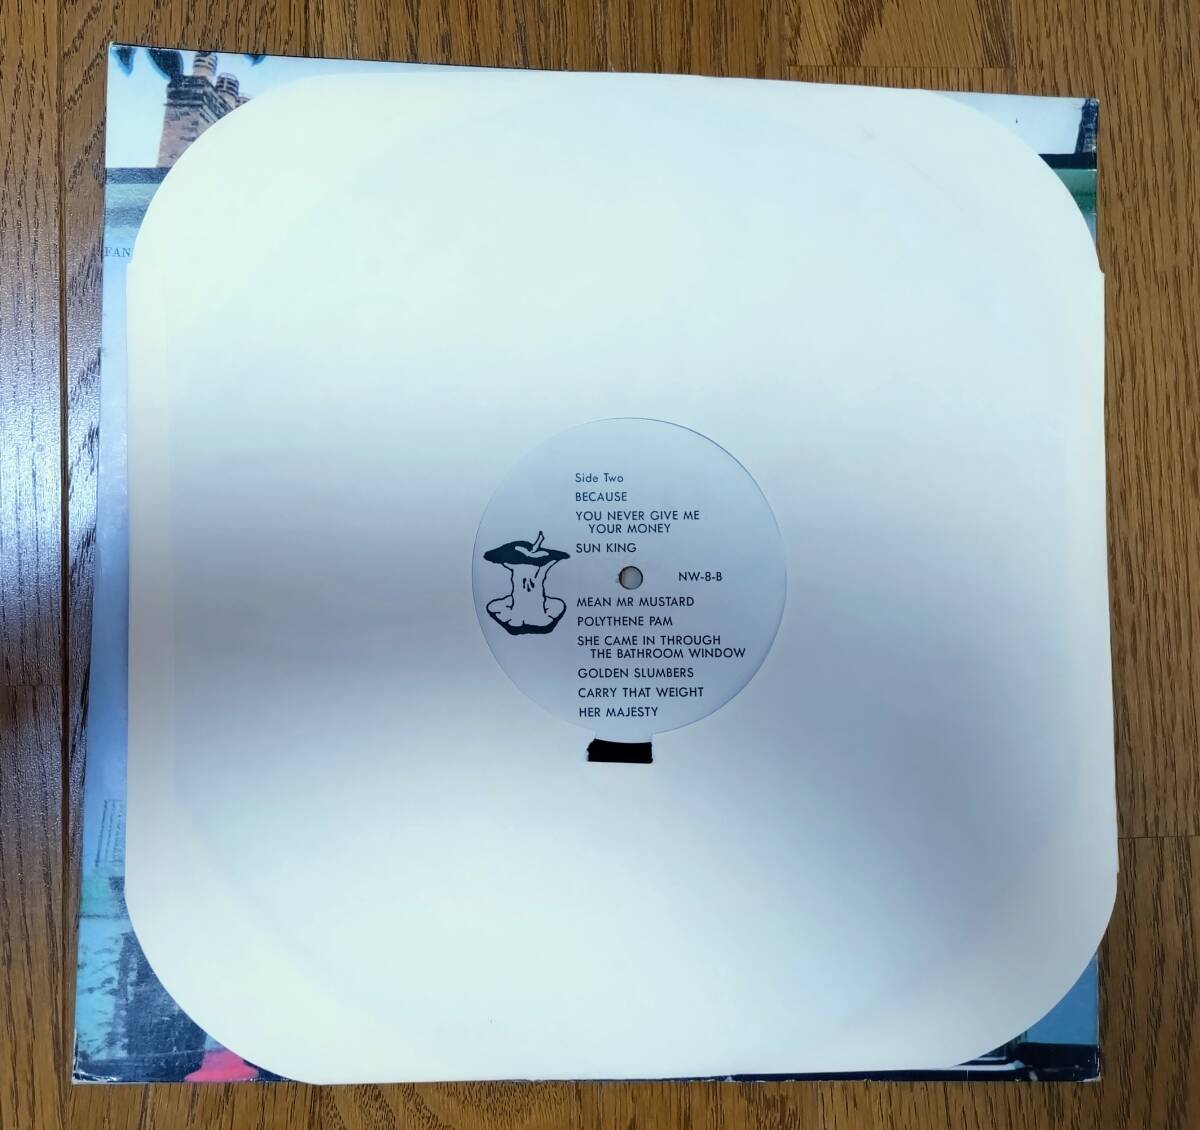 FAN
Side Two
BECAUSE
YOU NEVER GIVE ME
YOUR MONEY
SUN KING
NW-8-B
MEAN MR MUSTARD
POLYTHENE PAM
SHE CAME IN THROUGH
THE BATHROOM WINDOW
GOLDEN SLUMBERS
CARRY THAT WEIGHT
HER MAJESTY